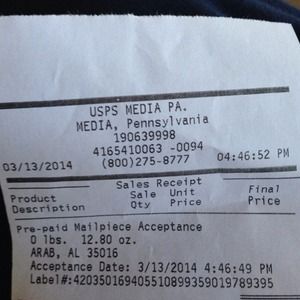 USPS MEDIA PA.
MEDIA, Pennsylvania
190639998
4165410063 -0094
03/13/2014 (800)275-8777 04:46:52 PM
Sales Receipt
Product Sale Unit Final
Description Qty Price Price
Pre-paid Mailpiece Acceptance
0 lbs. 12.80 oz.
ARAB, AL 35016
Acceptance Date: 3/13/2014 4:46:49 PM
Label#:420350169405510899359019789395